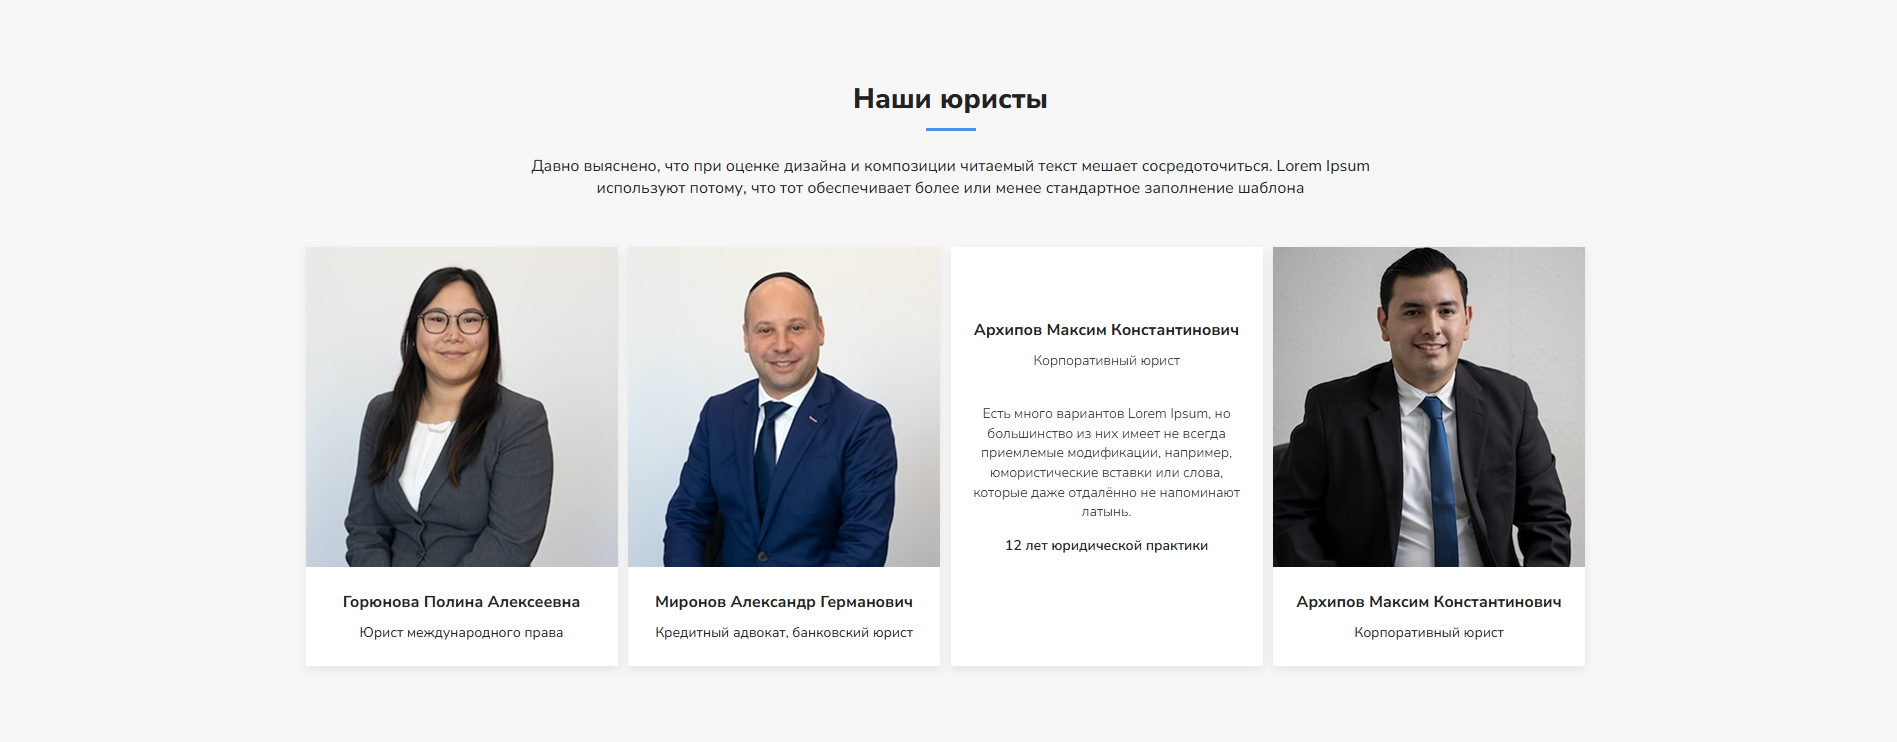 Наши юристы
Давно выяснено, что при оценке дизайна и композиции читаемый текст мешает сосредоточиться. Lorem Ipsum
используют потому, что тот обеспечивает более или менее стандартное заполнение шаблона
Горюнова Полина Алексеевна
Юрист международного права
Миронов Александр Германович
Кредитный адвокат, банковский юрист
Архипов Максим Константинович
Корпоративный юрист
Есть много вариантов Lorem Ipsum, но
большинство из них имеет не всегда
приемлемые модификации, например,
юмористические вставки или слова,
которые даже отдалённо не напоминают
латынь.
12 лет юридической практики
Архипов Максим Константинович
Корпоративный юрист